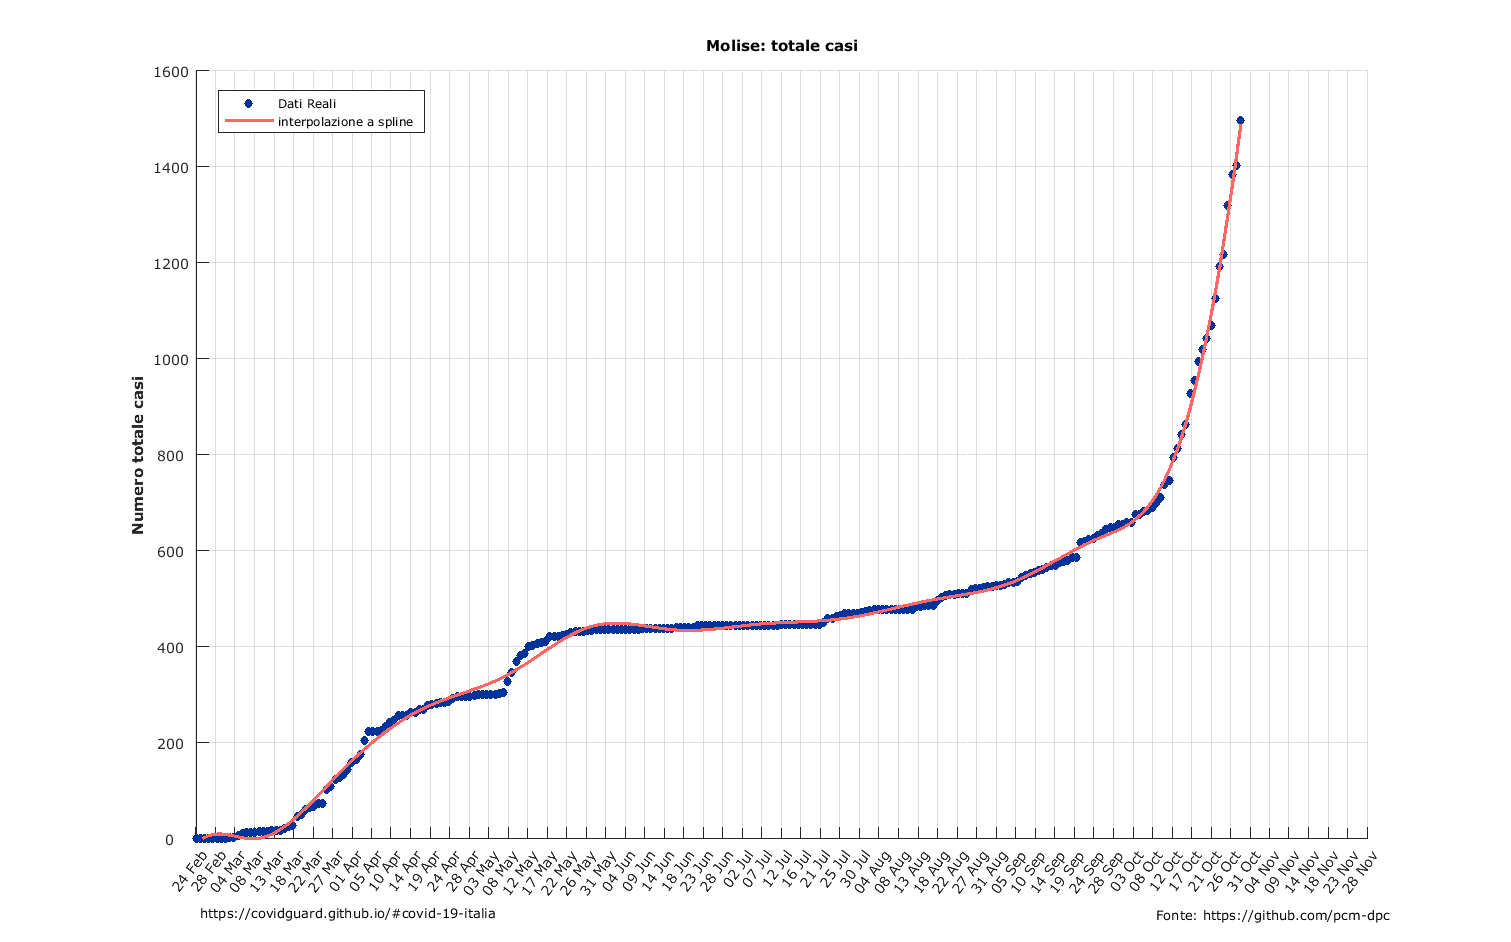 Molise: totale casi
Dati Reali
interpolazione a spline
Numero totale casi
1600
1400
1200
1000
800
600
400
200
0
24 Feb
28 Feb
04 Mar
08 Mar
13 Mar
18 Mar
22 Mar
27 Mar
01 Apr
05 Apr
10 Apr
14 Apr
19 Apr
24 Apr
28 Apr
03 May
08 May
12 May
17 May
22 May
26 May
31 May
04 Jun
09 Jun
14 Jun
18 Jun
23 Jun
28 Jun
02 Jul
07 Jul
12 Jul
16 Jul
21 Jul
25 Jul
30 Jul
04 Aug
08 Aug
13 Aug
18 Aug
22 Aug
27 Aug
31 Aug
05 Sep
10 Sep
14 Sep
19 Sep
24 Sep
28 Sep
03 Oct
08 Oct
12 Oct
17 Oct
21 Oct
26 Oct
31 Oct
04 Nov
09 Nov
14 Nov
18 Nov
23 Nov
28 Nov
https://covidguard.github.io/#covid-19-italia
Fonte: https://github.com/pcm-dpc